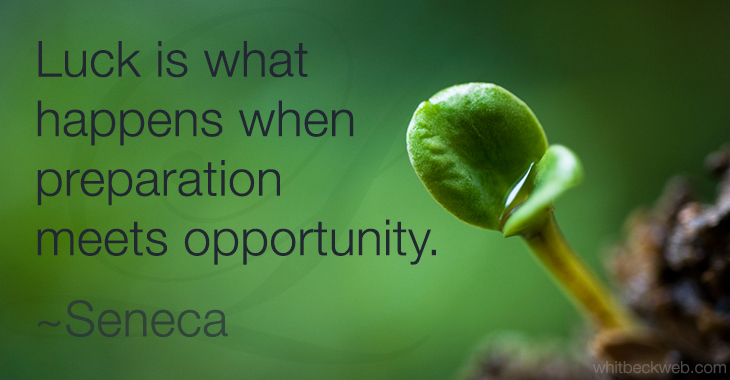 Luck is what
happens when
preparation
meets opportunity.
~Seneca
whitbeckweb.com